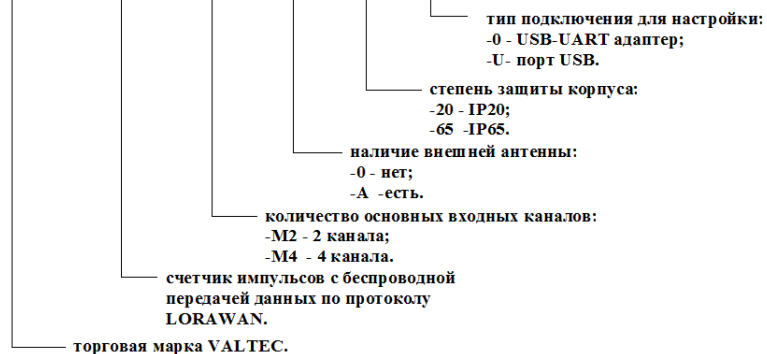 тип подключения для настройки:
-0 - USB-UART адаптер;
-U- порт USB.
степень защиты корпуса:
-20 - IP20;
-65 -IP65.
наличие внешней антенны:
-0 - нет;
-А -есть.
количество основных входных каналов:
-М2 - 2 канала;
-М4 - 4 канала.
счетчик импульсов с беспроводной
передачей данных по протоколу
LORAWAN.
торговая марка VALTEC.